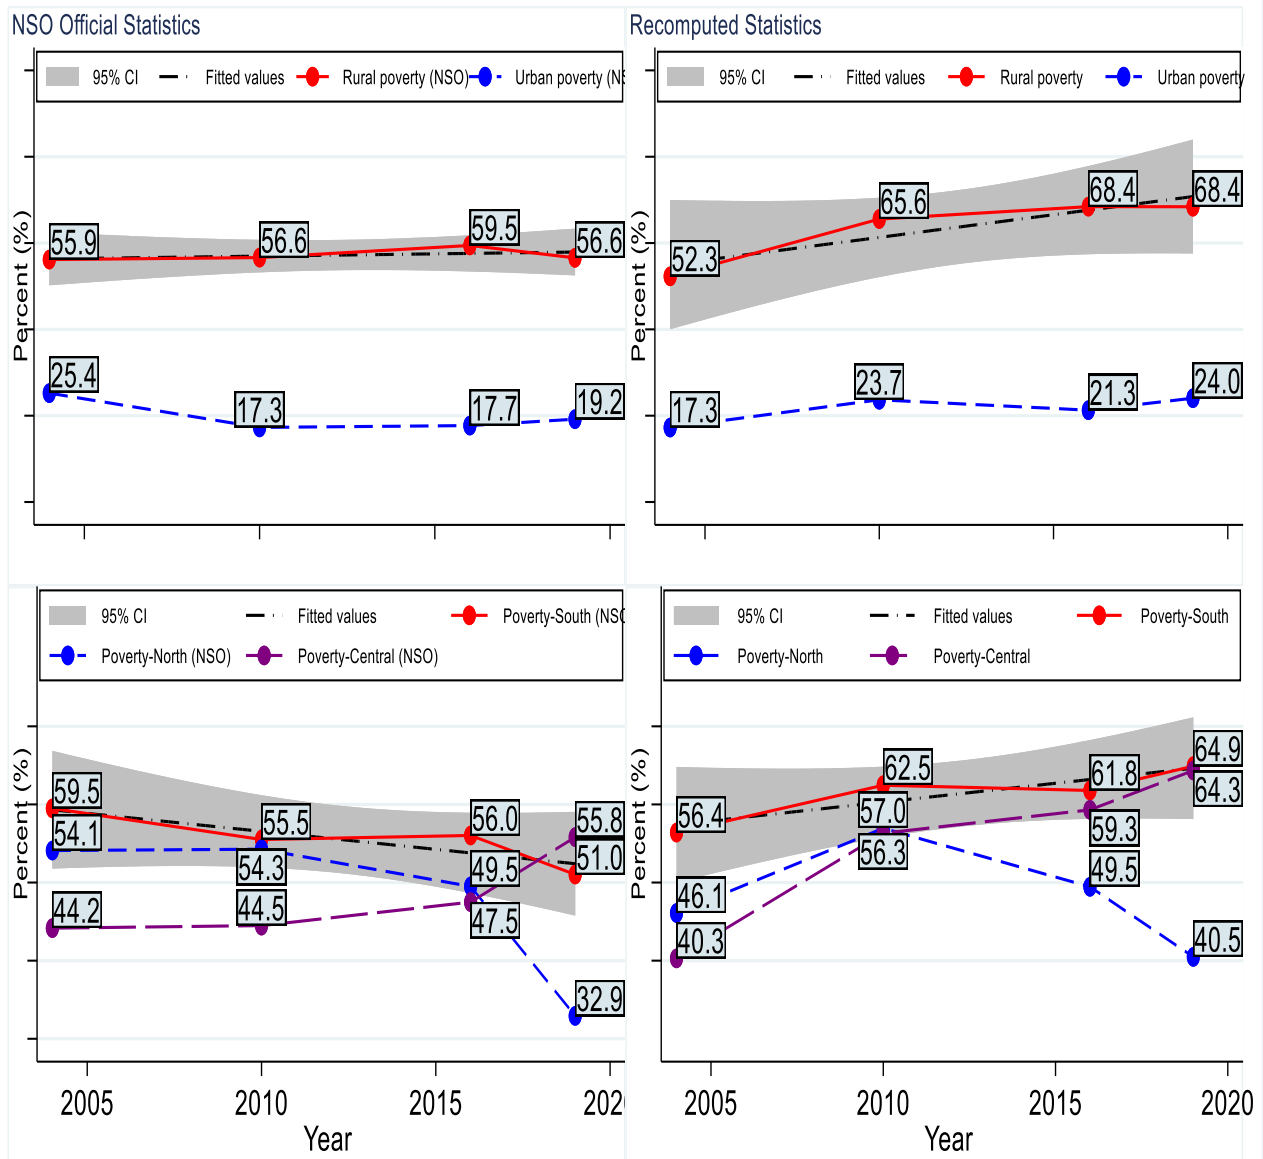 NSO Official Statistics
95% CI
Fitted values
Rural poverty (NSO)
Urban poverty (NS
Percent (%)
55.9
56.6
59.5
56.6
25.4
17.3
17.7
19.2
Recomputed Statistics
95% CI
Fitted values
Rural poverty
Urban poverty
Percent (%)
52.3
65.6
68.4
68.4
17.3
23.7
21.3
24.0
95% CI
Fitted values
Poverty-South (NSO
Poverty-North (NSO)
Poverty-Central (NSO)
Percent (%)
59.5
55.5
56.0
55.8
54.1
54.3
49.5
51.0
44.2
44.5
47.5
32.9
2005
2010
2015
202
Year
95% CI
Fitted values
Poverty-South
Poverty-North
Poverty-Central
Percent (%)
56.4
62.5
61.8
64.9
57.0
64.3
56.3
59.3
46.1
49.5
40.3
40.5
2005
2010
2015
2020
Year